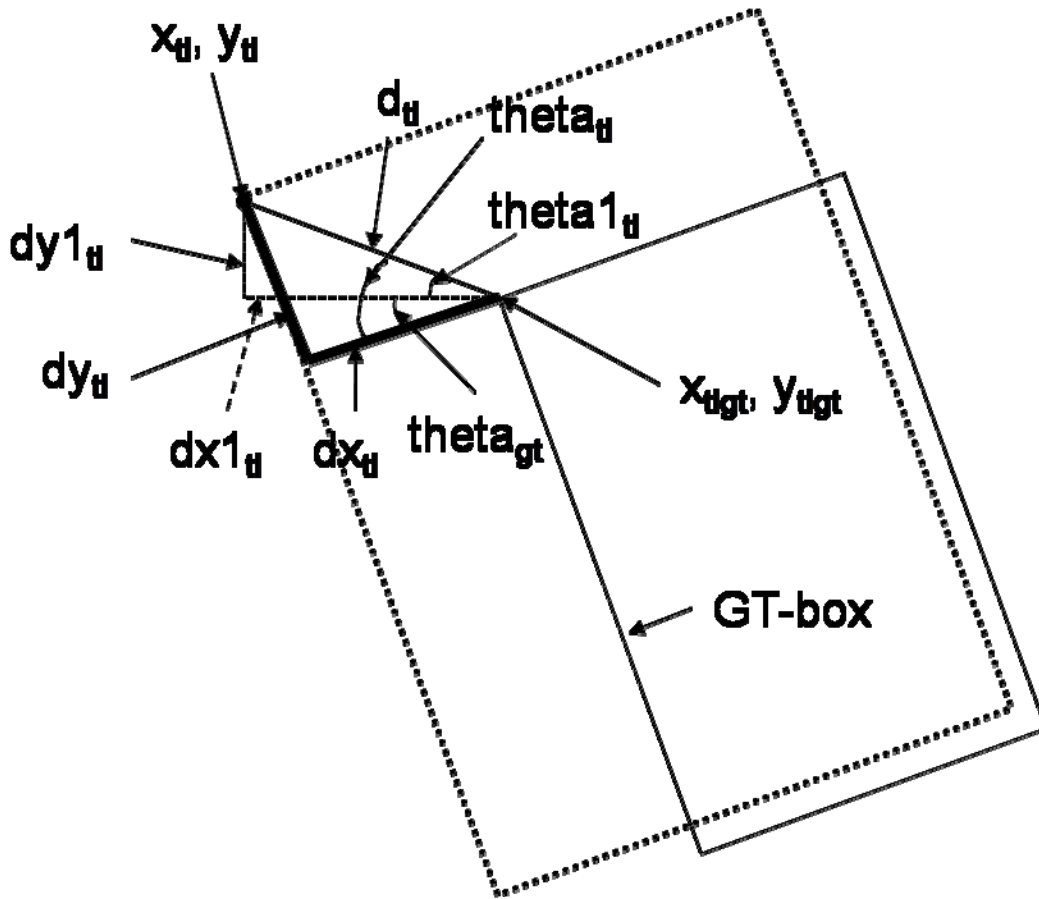 x_tl, y_tl
d_tl
theta_tl
theta1_tl
dy1_tl
dy_tl
dx1_tl
dx_tl
theta_gt
x_tlgt, y_tlgt
GT-box